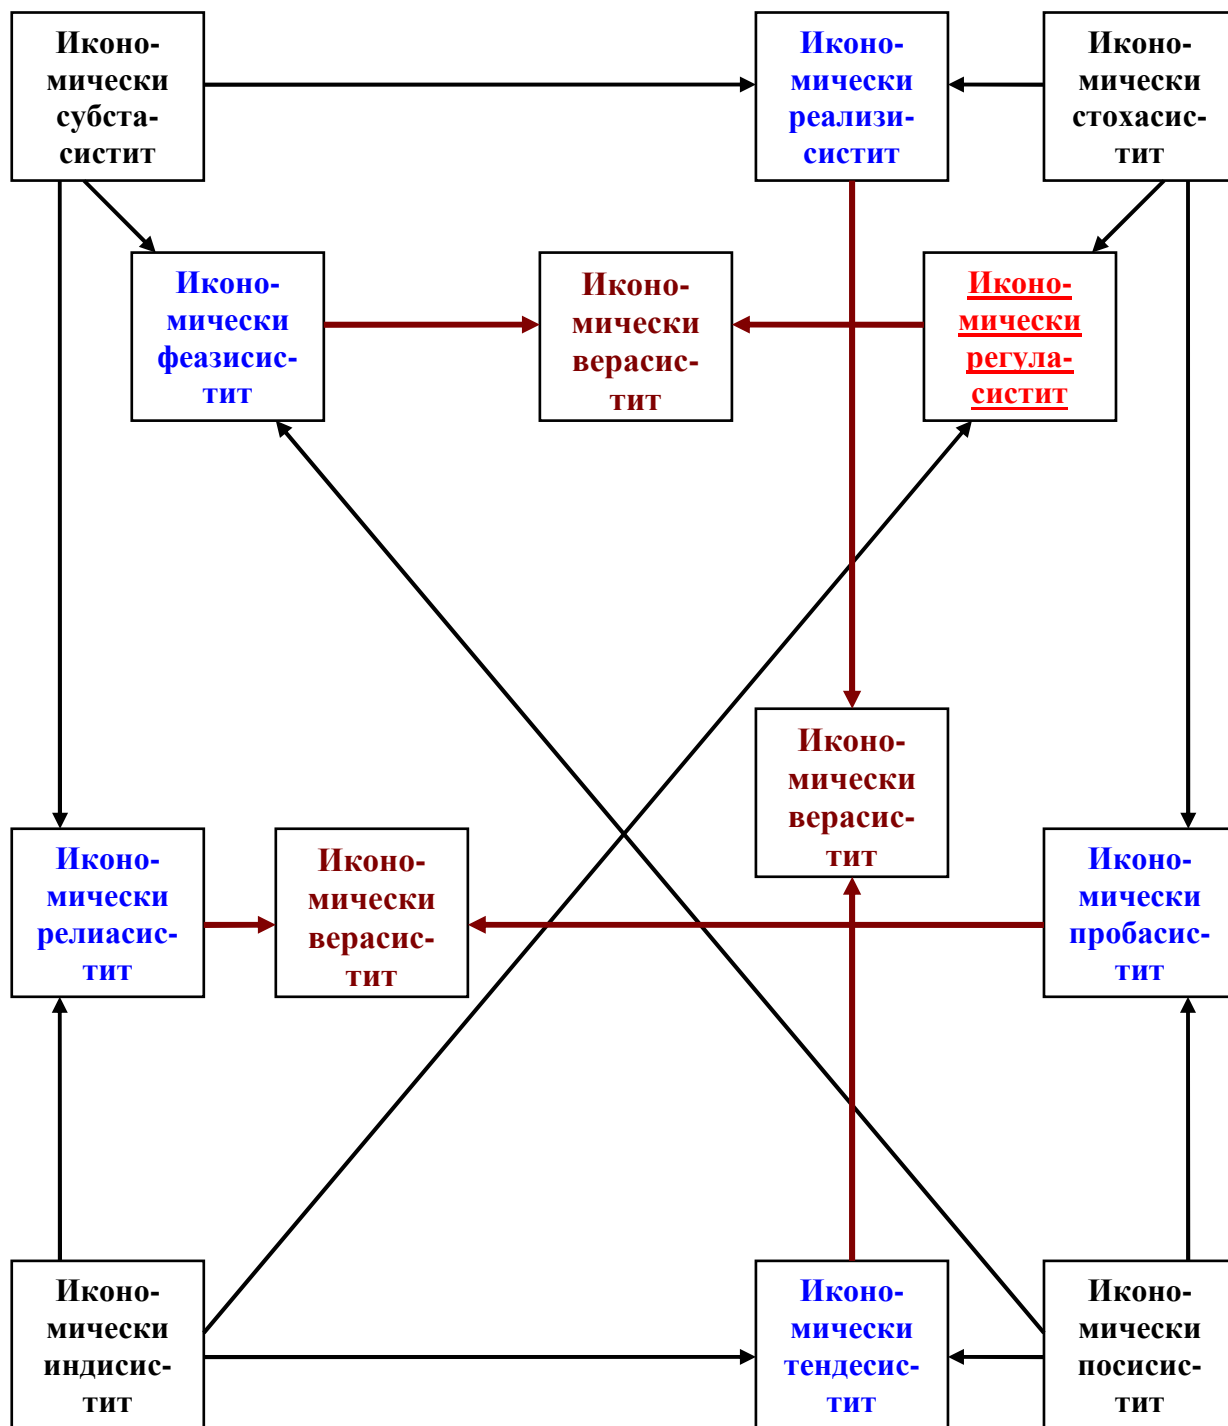 Иконо-
мически
субста-
систит
Иконо-
мически
реализи-
систит
Иконо-
мически
стохасис-
тит
Иконо-
мически
феазисис-
тит
Иконо-
мически
верасис-
тит
Иконо-
мически
регула-
систит
Иконо-
мически
верасис-
тит
Иконо-
мически
релиасис-
тит
Иконо-
мически
верасис-
тит
Иконо-
мически
пробасис-
тит
Иконо-
мически
индисис-
тит
Иконо-
мически
тендесис-
тит
Иконо-
мически
посисис-
тит